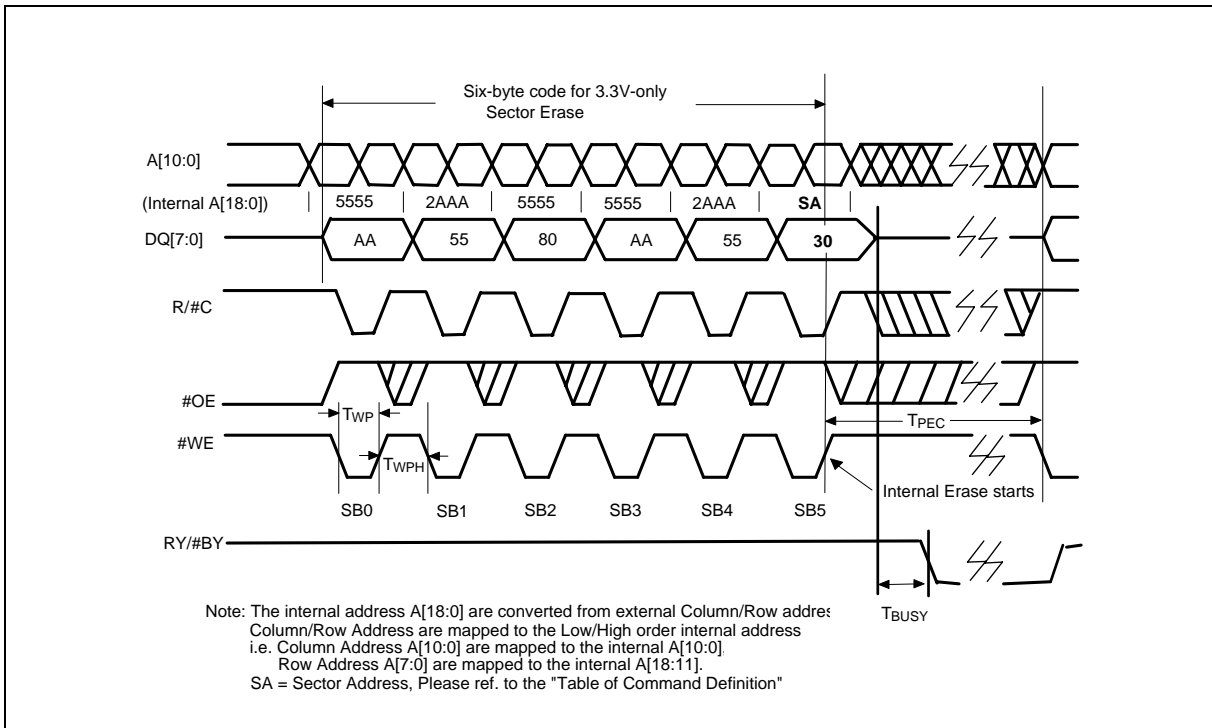 Six-byte code for 3.3V-only
Sector Erase
A[10:0]
(Internal A[18:0]) 5555 2AAA 5555 5555 2AAA SA
DQ[7:0] AA 55 80 AA 55 30
R/#C
#OE
TWP
TPEC
#WE
TWPH
Internal Erase starts
SB0 SB1 SB2 SB3 SB4 SB5
RY/#BY
TBUSY
Note: The internal address A[18:0] are converted from external Column/Row addres
Column/Row Address are mapped to the Low/High order internal address
i.e. Column Address A[10:0] are mapped to the internal A[10:0].
Row Address A[7:0] are mapped to the internal A[18:11].
SA = Sector Address, Please ref. to the "Table of Command Definition"